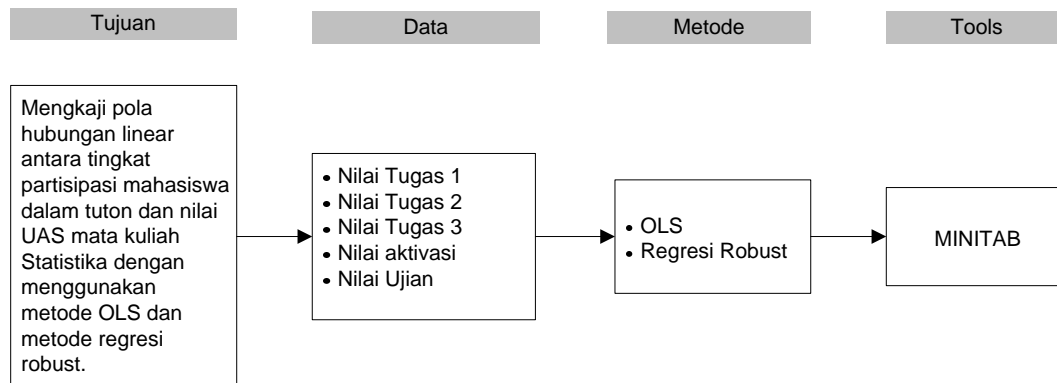 Tujuan
Data
Metode
Tools
Mengkaji pola
hubungan linear
antara tingkat
partisipasi mahasiswa
dalam tuton dan nilai
UAS mata kuliah
Statistika dengan
menggunakan
metode OLS dan
metode regresi
robust.
• Nilai Tugas 1
• Nilai Tugas 2
• Nilai Tugas 3
• Nilai aktivasi
• Nilai Ujian
• OLS
• Regresi Robust
MINITAB